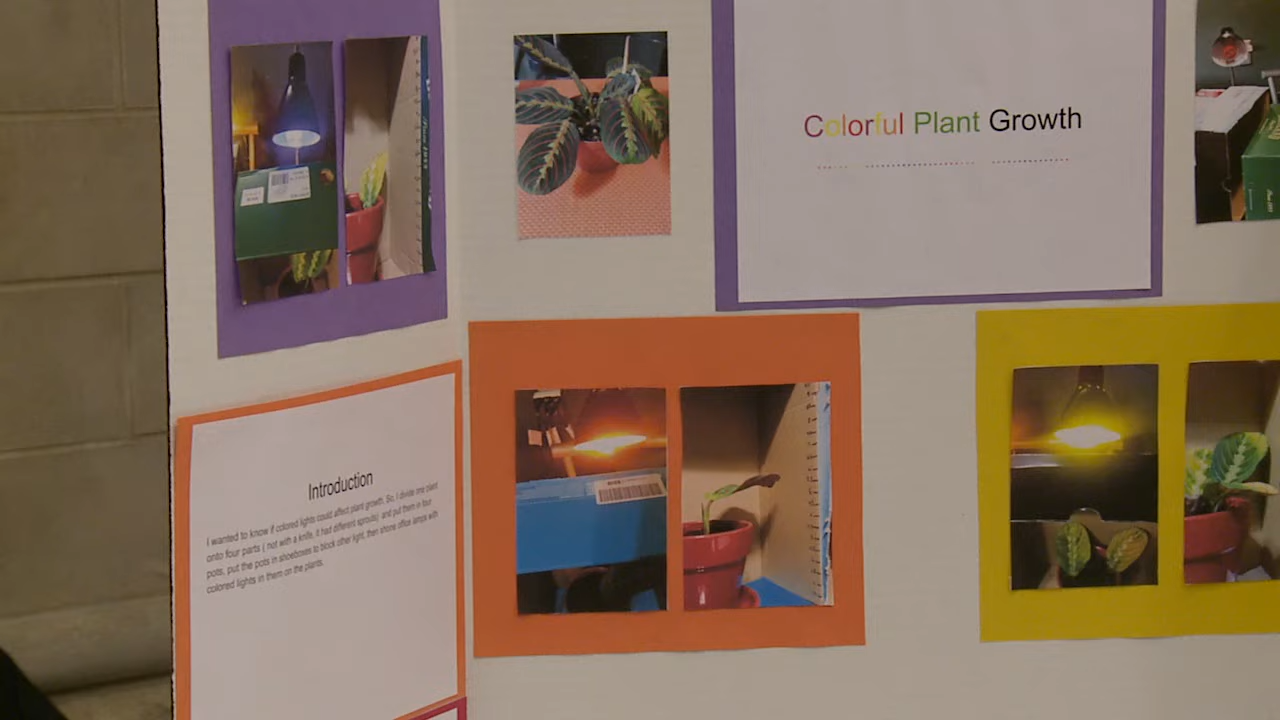 Colorful Plant Growth
Introduction
I wanted to know if colored lights could affect plant growth. So, I divide one plant
onto four parts ( not with a knife, it had different sprouts) and put them in four
pots, put the pots in shoeboxes to block other light, then shone office lamps with
colored lights in them on the plants.